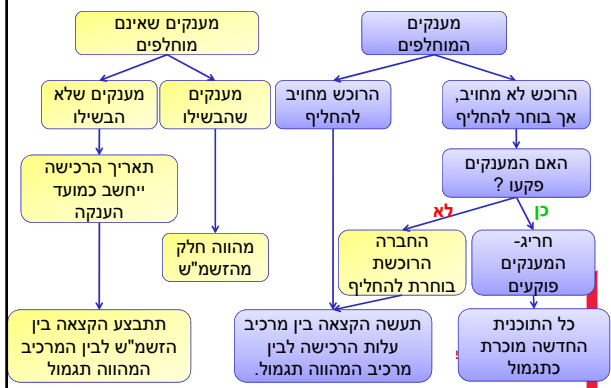 מענקים
המוחלפים
מענקים שאינם
מוחלפים
הרוכש לא מחויב,
אך בוחר להחליף
הרוכש מחויב
להחליף
מענקים
שהבשילו
מענקים שלא
הבשילו
האם המענקים
פקעו ?
תאריך הרכישה
ייחשב כמועד
הענקה
כן
לא
חריג-
המענקים
פוקעים
החברה
הרוכשת
בוחרת להחליף
מהווה חלק
מהזשמ"ש
כל התוכנית
החדשה מוכרת
כתגמול
תעשה הקצאה בין מרכיב
עלות הרכישה לבין
מרכיב המהווה תגמול.
תתבצע הקצאה בין
הזשמ"ש לבין המרכיב
המהווה תגמול